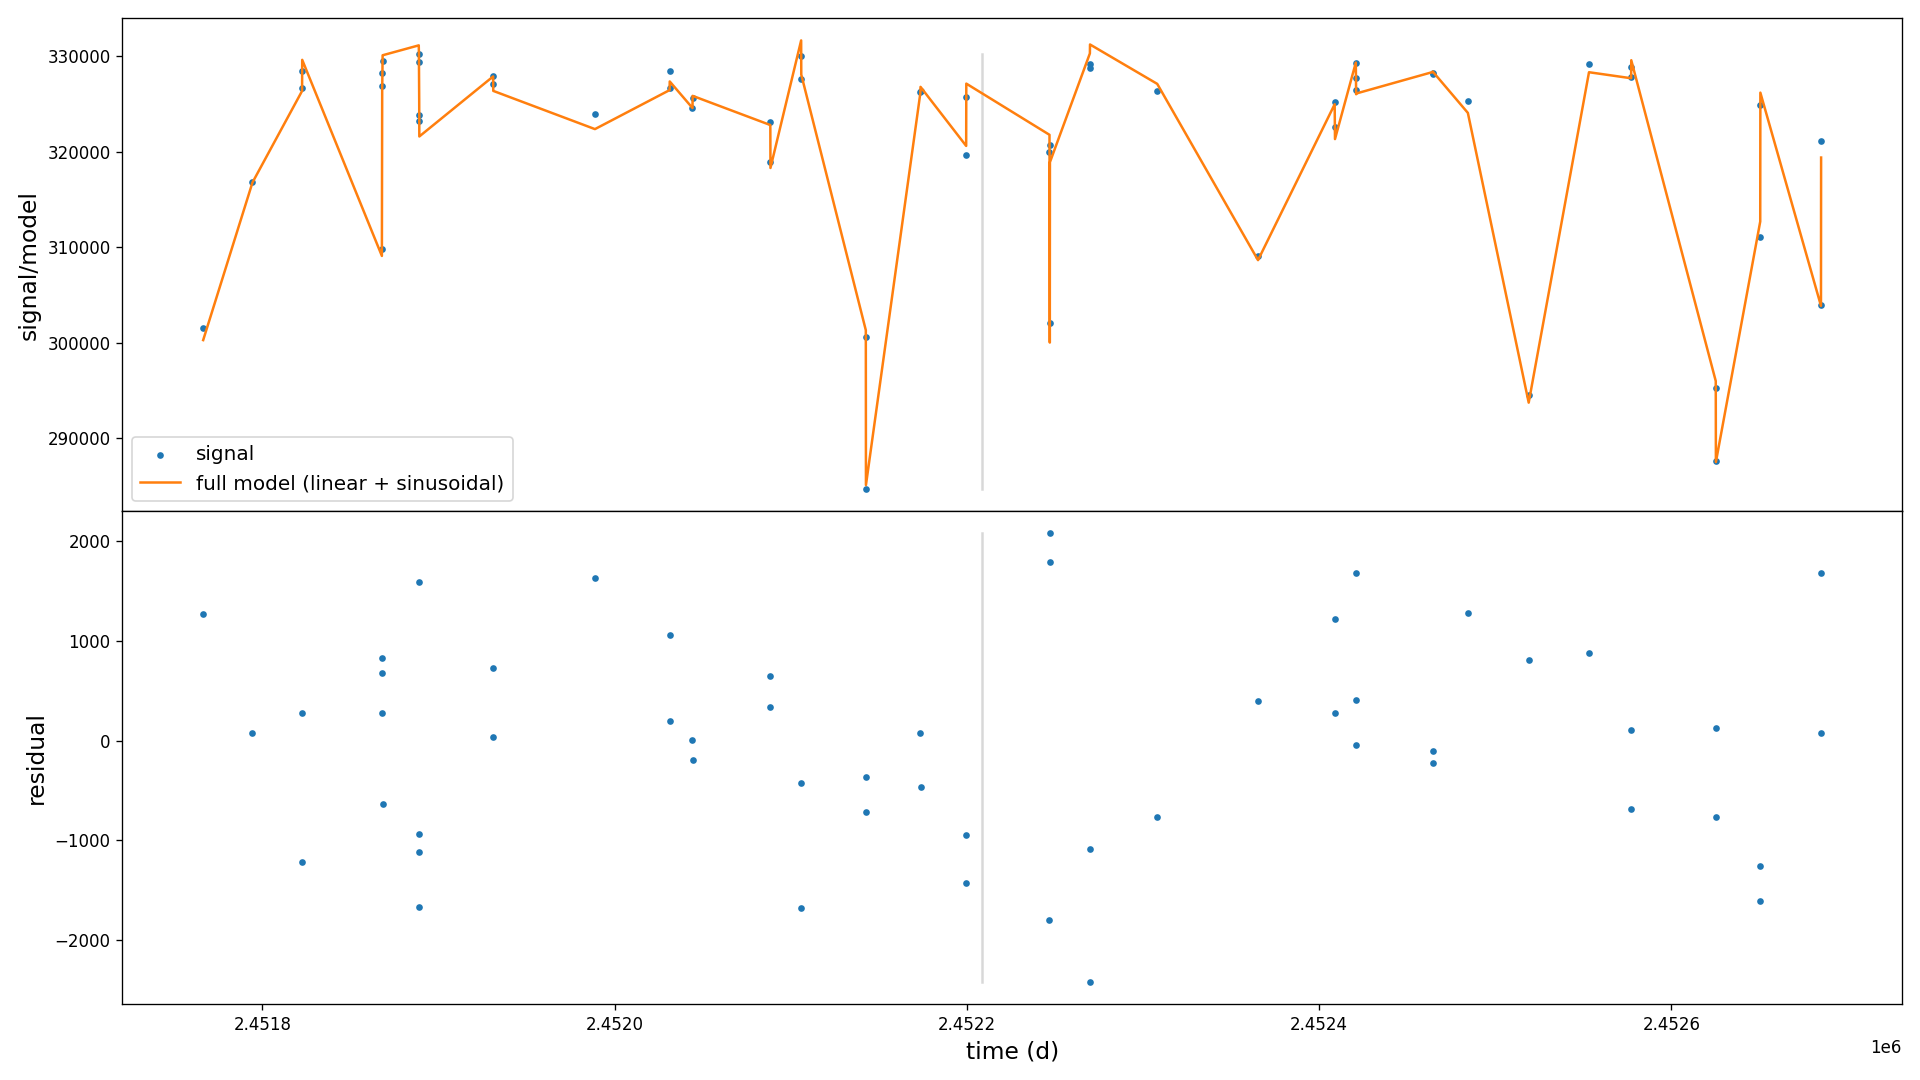 330000
320000
310000
300000
290000
signal/model
signal
full model (linear + sinusoidal)
2000
1000
0
−1000
−2000
residual
2.4518
2.4520
2.4522
2.4524
2.4526
1e6
time (d)